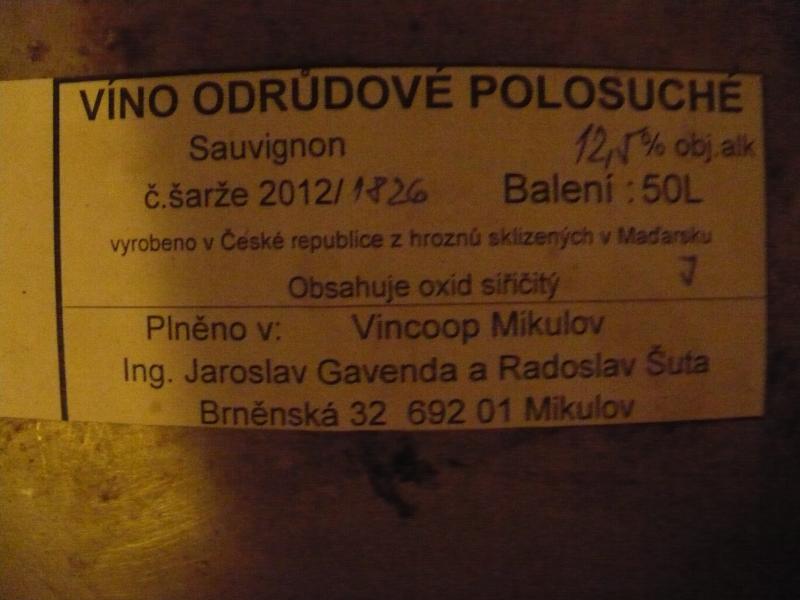 VÍNO ODRŮDOVÉ POLOSUCHÉ
Sauvignon 12,5% obj.alk
č.šarže 2012/1826 Balení : 50L
vyrobeno v České republice z hroznů sklizených v Maďarsku
J
Obsahuje oxid siřičitý
Plněno v: Vincoop Mikulov
Ing. Jaroslav Gavenda a Radoslav Šuta
Brněnská 32 692 01 Mikulov